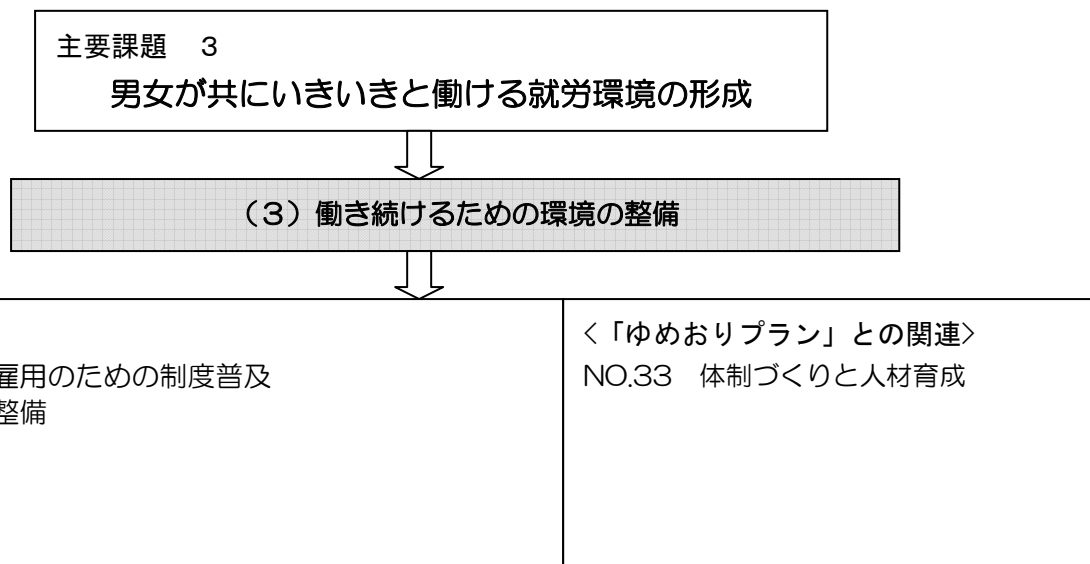 主要課題　３
男女が共にいきいきと働ける就労環境の形成
（３）働き続けるための環境の整備
雇用のための制度普及
整備
＜「ゆめおりプラン」との関連＞
NO.33　体制づくりと人材育成